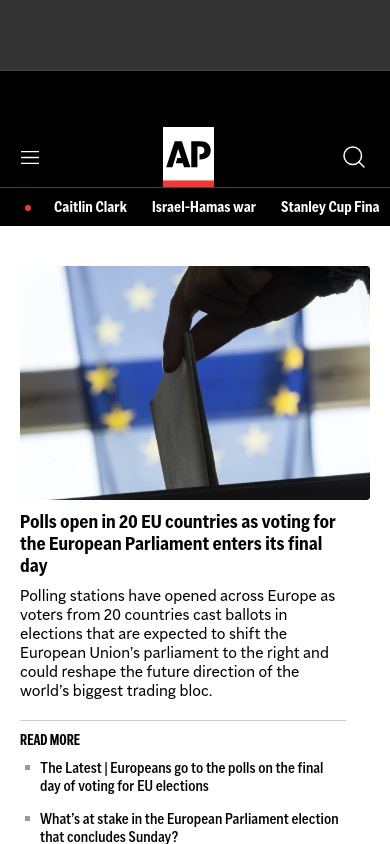 AP
Caitlin Clark Israel-Hamas war Stanley Cup Fina
Polls open in 20 EU countries as voting for
the European Parliament enters its final
day
Polling stations have opened across Europe as
voters from 20 countries cast ballots in
elections that are expected to shift the
European Union’s parliament to the right and
could reshape the future direction of the
world’s biggest trading bloc.
READ MORE
The Latest | Europeans go to the polls on the final
day of voting for EU elections
What’s at stake in the European Parliament election
that concludes Sunday?